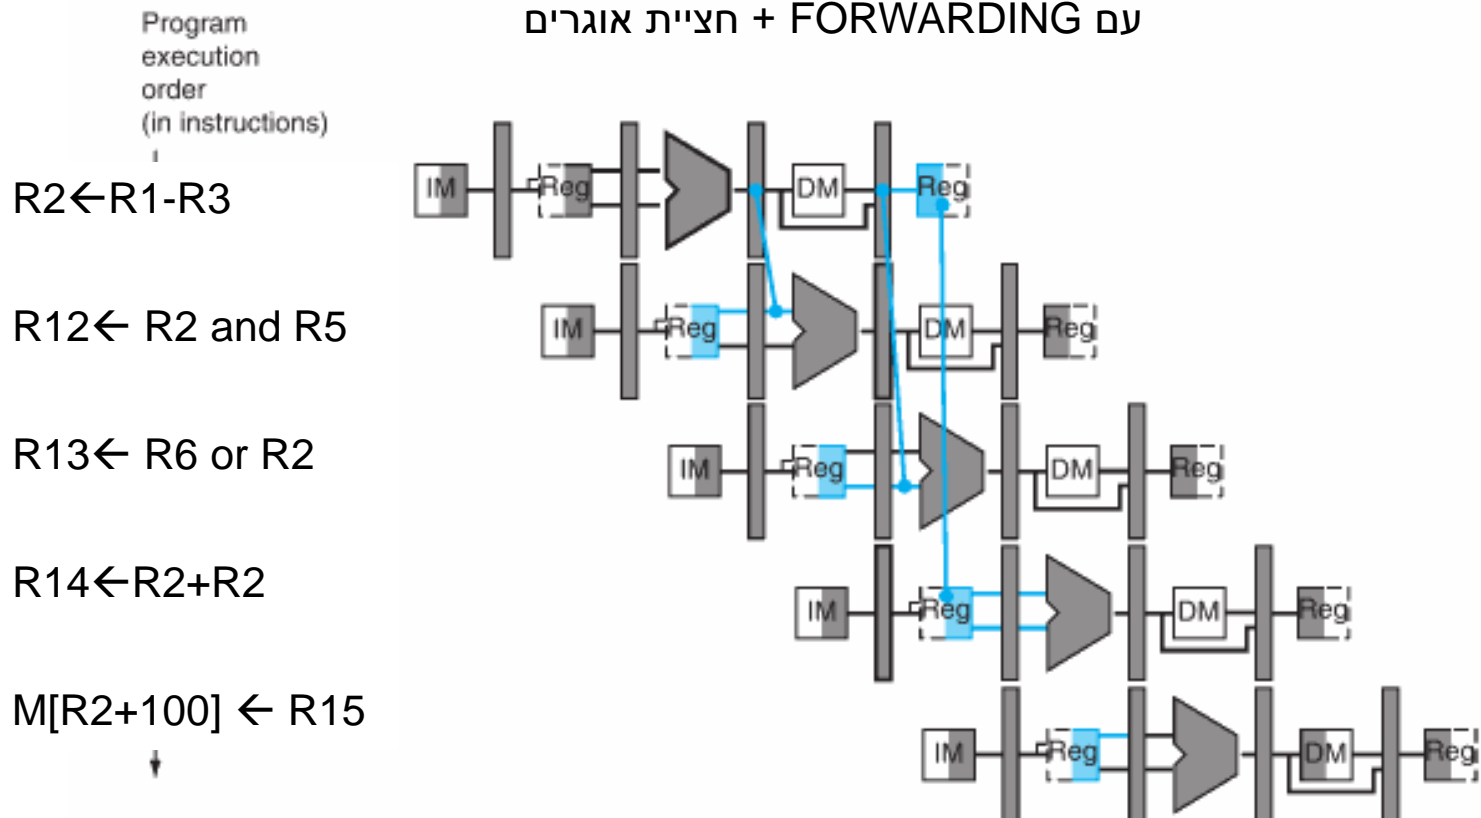 עם FORWARDING + חציית אוגרים
Program
execution
order
(in instructions)
R2←R1-R3
IM Reg DM Reg
R12← R2 and R5
IM Reg DM Reg
R13← R6 or R2
IM Reg DM Reg
R14←R2+R2
IM Reg DM Reg
M[R2+100] ← R15
IM Reg DM Reg